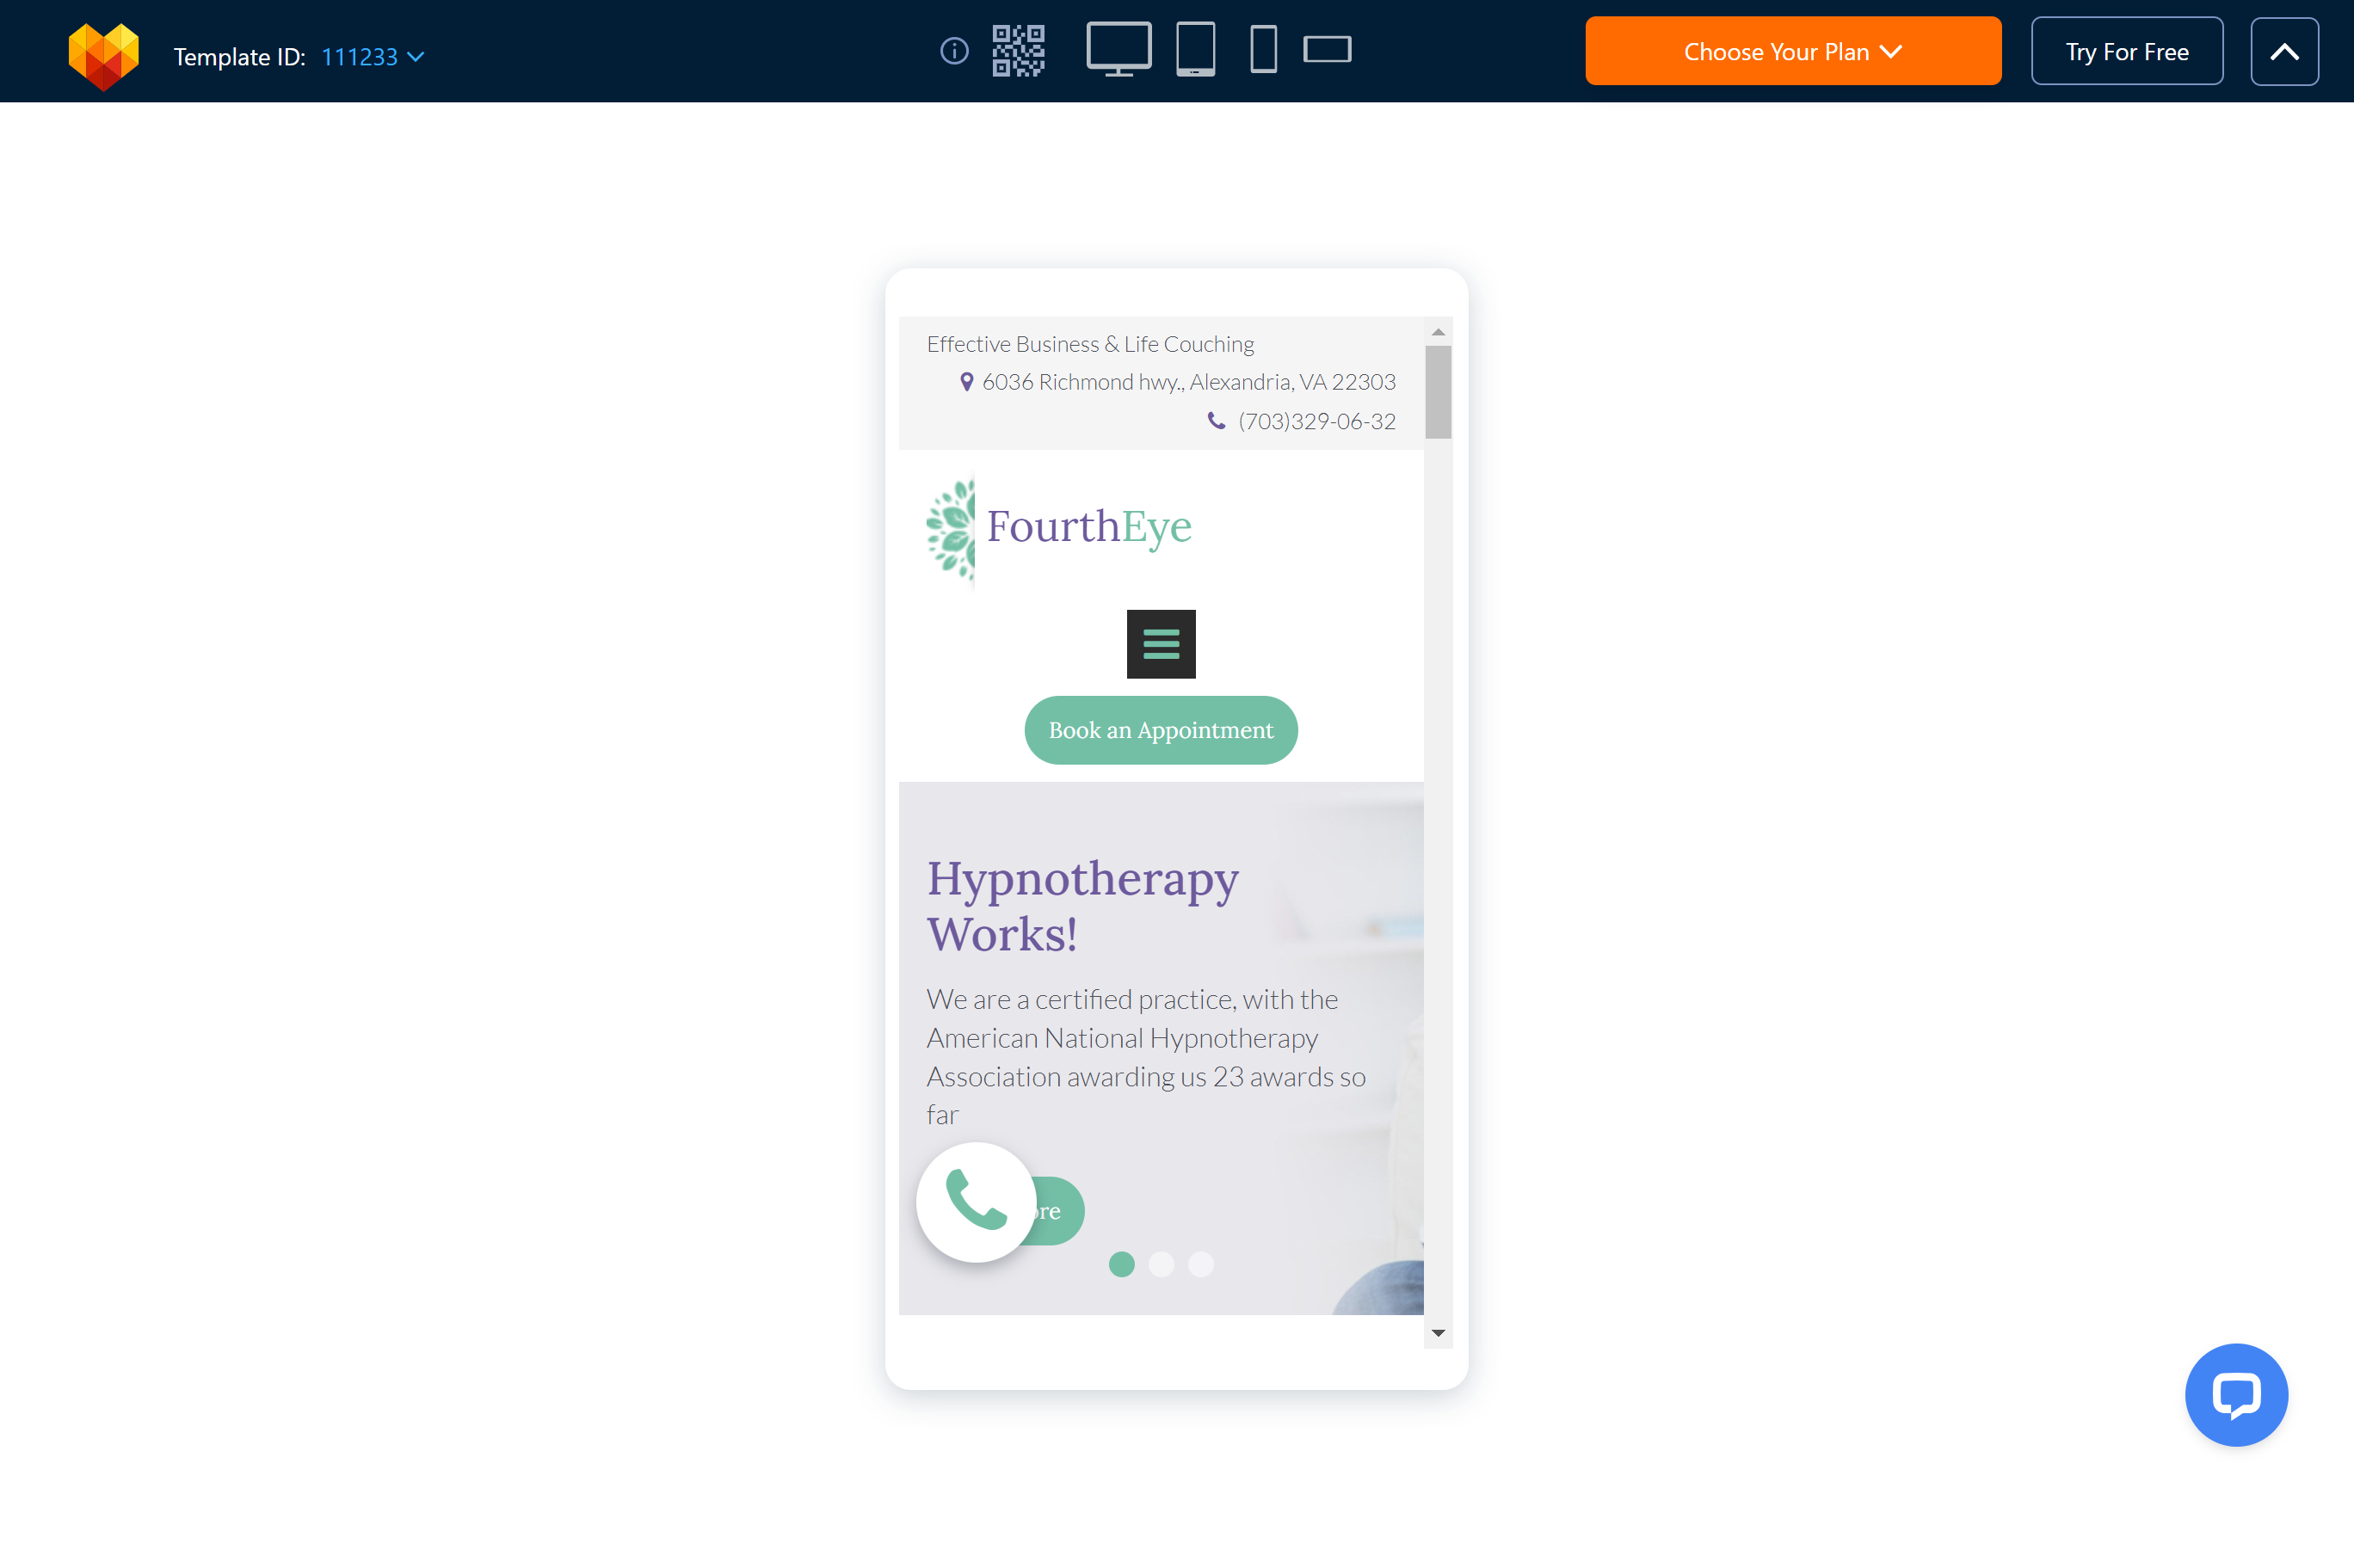 Template ID: 111233
Choose Your Plan
Try For Free
Effective Business & Life Couching
6036 Richmond hwy., Alexandria, VA 22303
(703)329-06-32
FourthEye
Book an Appointment
Hypnotherapy
Works!
We are a certified practice, with the
American National Hypnotherapy
Association awarding us 23 awards so
far